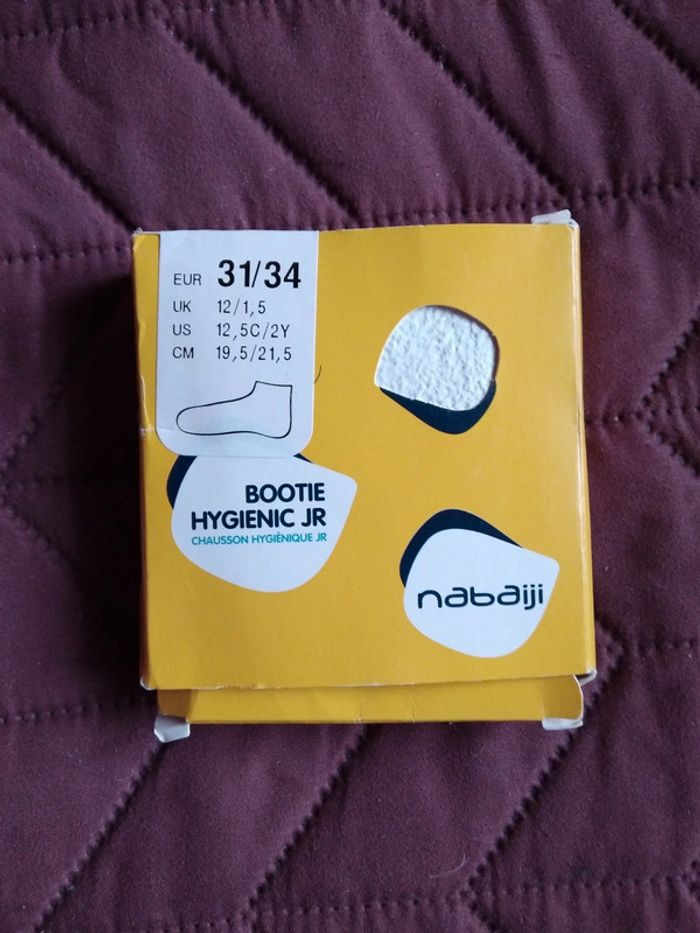 EUR 31/34
UK 12/1,5
US 12,5C/2Y
CM 19,5/21,5
BOOTIE
HYGIENIC JR
CHAUSSON HYGIÈNIQUE JR
nabaiji